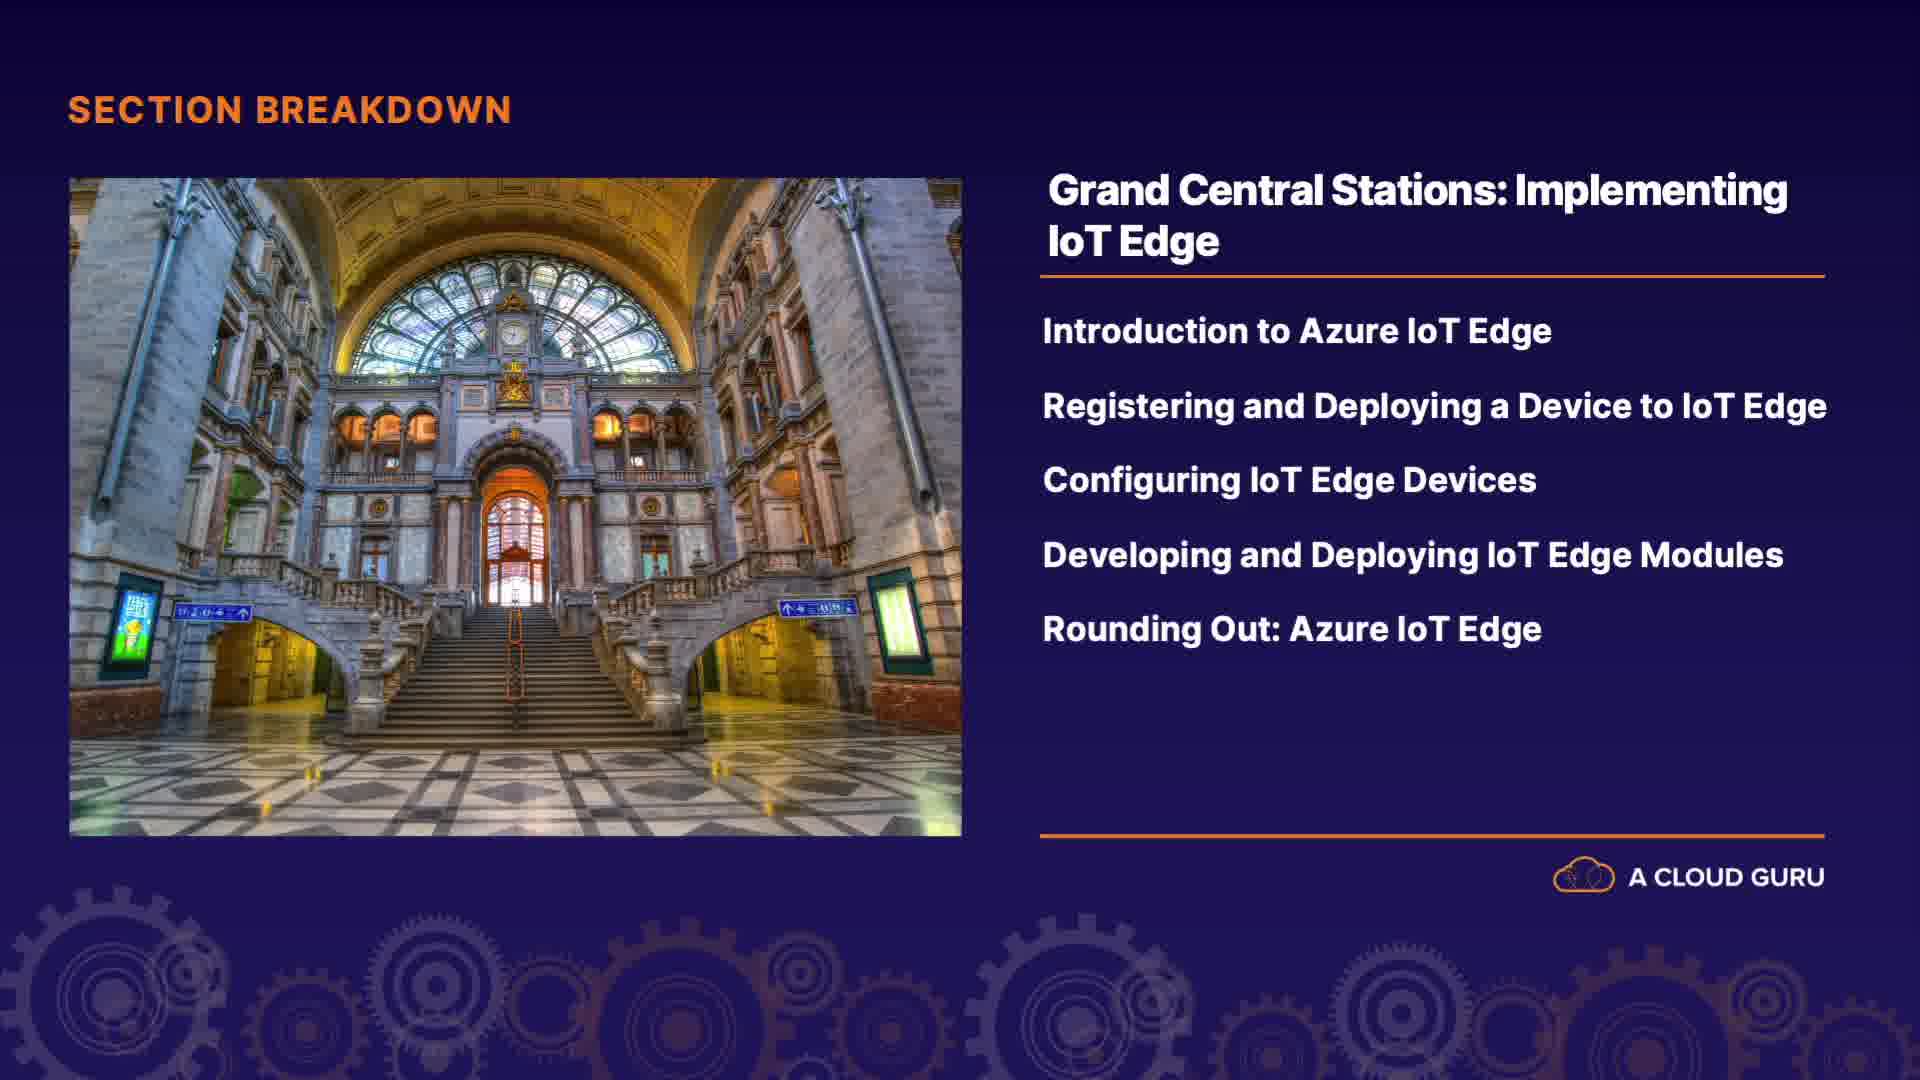 SECTION BREAKDOWN
Grand Central Stations: Implementing
IoT Edge
Introduction to Azure IoT Edge
Registering and Deploying a Device to IoT Edge
Configuring IoT Edge Devices
Developing and Deploying IoT Edge Modules
Rounding Out: Azure IoT Edge
A CLOUD GURU